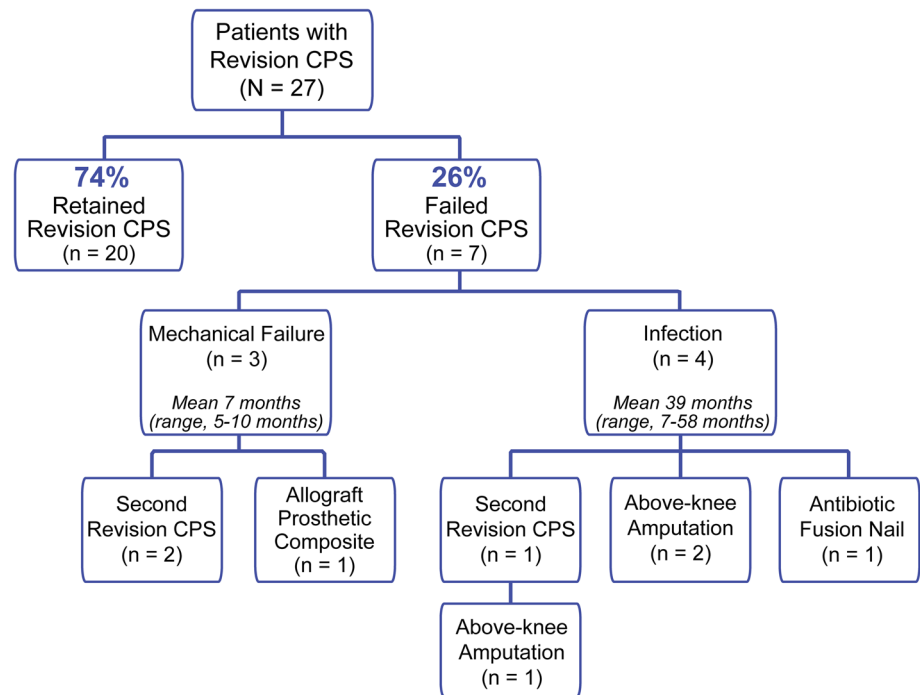 Patients with
Revision CPS
(N = 27)
74%
Retained
Revision CPS
(n = 20)
26%
Failed
Revision CPS
(n = 7)
Mechanical Failure
(n = 3)
Mean 7 months
(range, 5-10 months)
Infection
(n = 4)
Mean 39 months
(range, 7-58 months)
Second
Revision CPS
(n = 2)
Allograft
Prosthetic
Composite
(n = 1)
Second
Revision CPS
(n = 1)
Above-knee
Amputation
(n = 2)
Antibiotic
Fusion Nail
(n = 1)
Above-knee
Amputation
(n = 1)